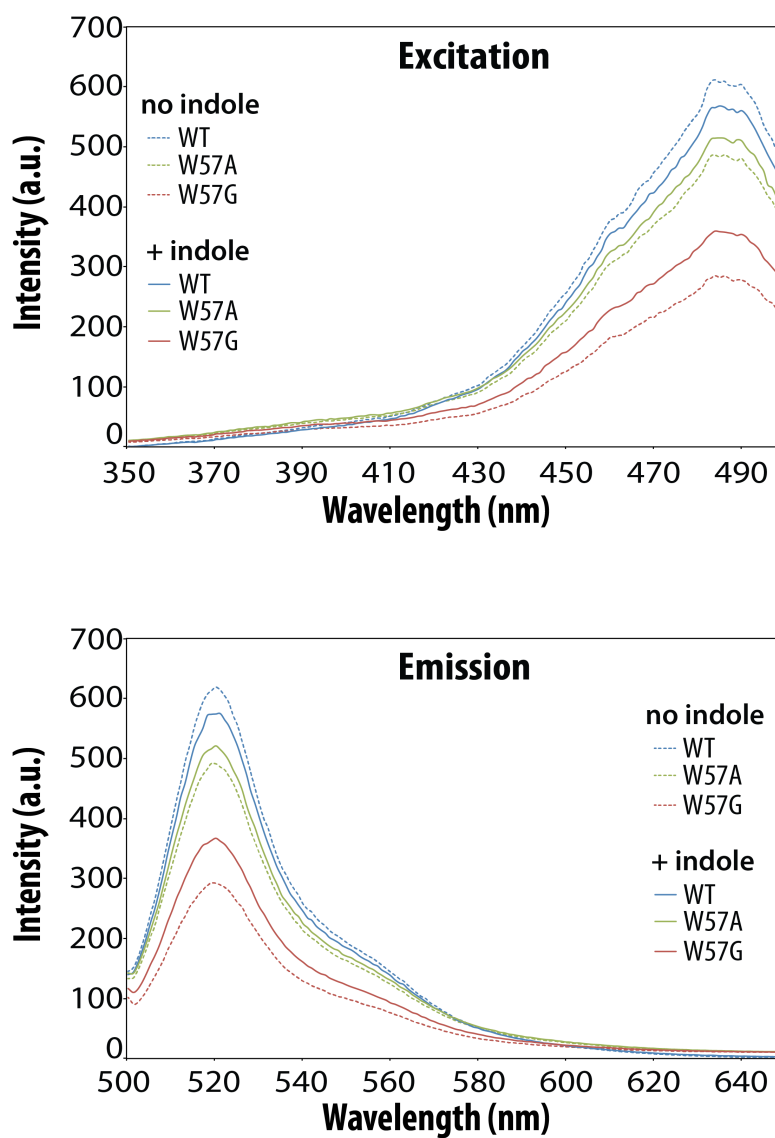 700
Excitation
600
no indole
WT
500
W57A
W57G
400
+ indole
300
WT
W57A
200
W57G
100
0
Intensity (a.u.)
350 370 390 410 430 450 470 490
Wavelength (nm)
700
Emission
600
no indole
WT
500
W57A
W57G
400
+ indole
300
WT
W57A
200
W57G
100
0
Intensity (a.u.)
500 520 540 560 580 600 620 640
Wavelength (nm)